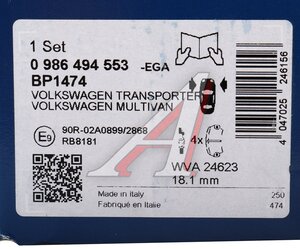 1 Set
0 986 494 553 -EGA
BP1474
VOLKSWAGEN TRANSPORTER
VOLKSWAGEN MULTIVAN
E9
90R-02A0899/2868
RB8181
4x
WVA 24623
18.1 mm
Made in Italy
Fabriqué en Italie
250
474
4 047025 246156